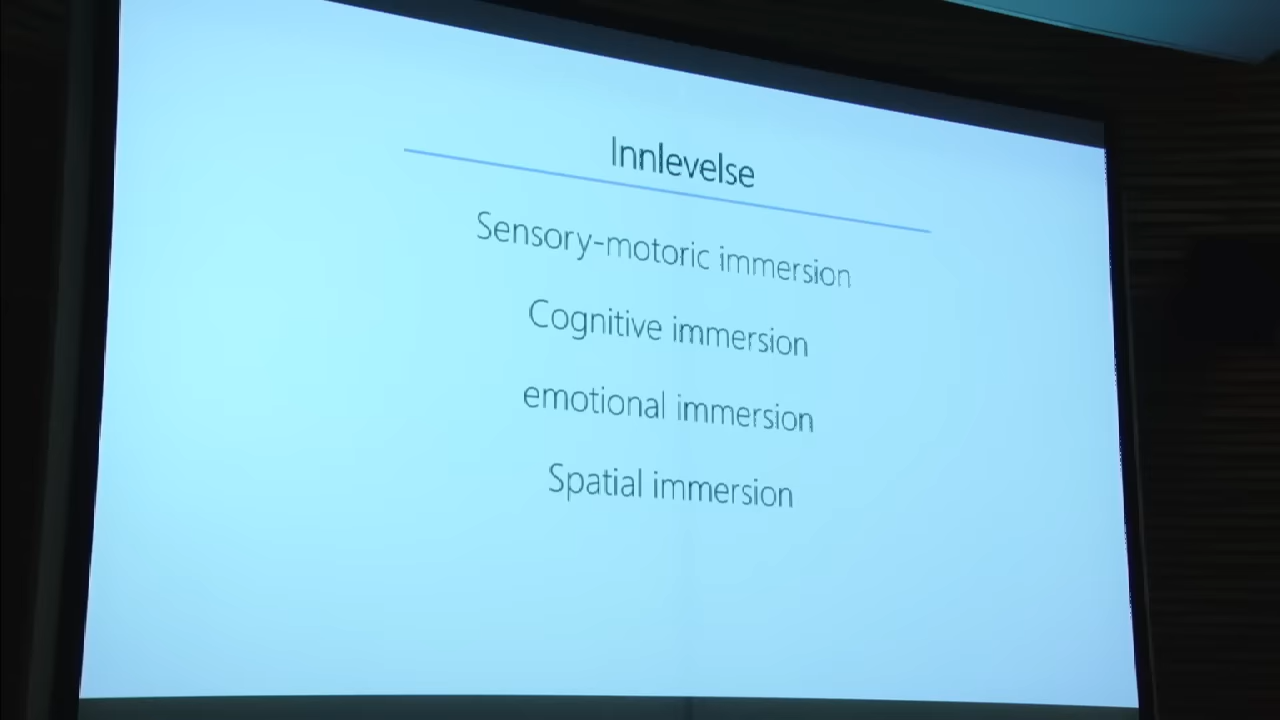 Innlevelse
Sensory-motoric immersion
Cognitive immersion
emotional immersion
Spatial immersion